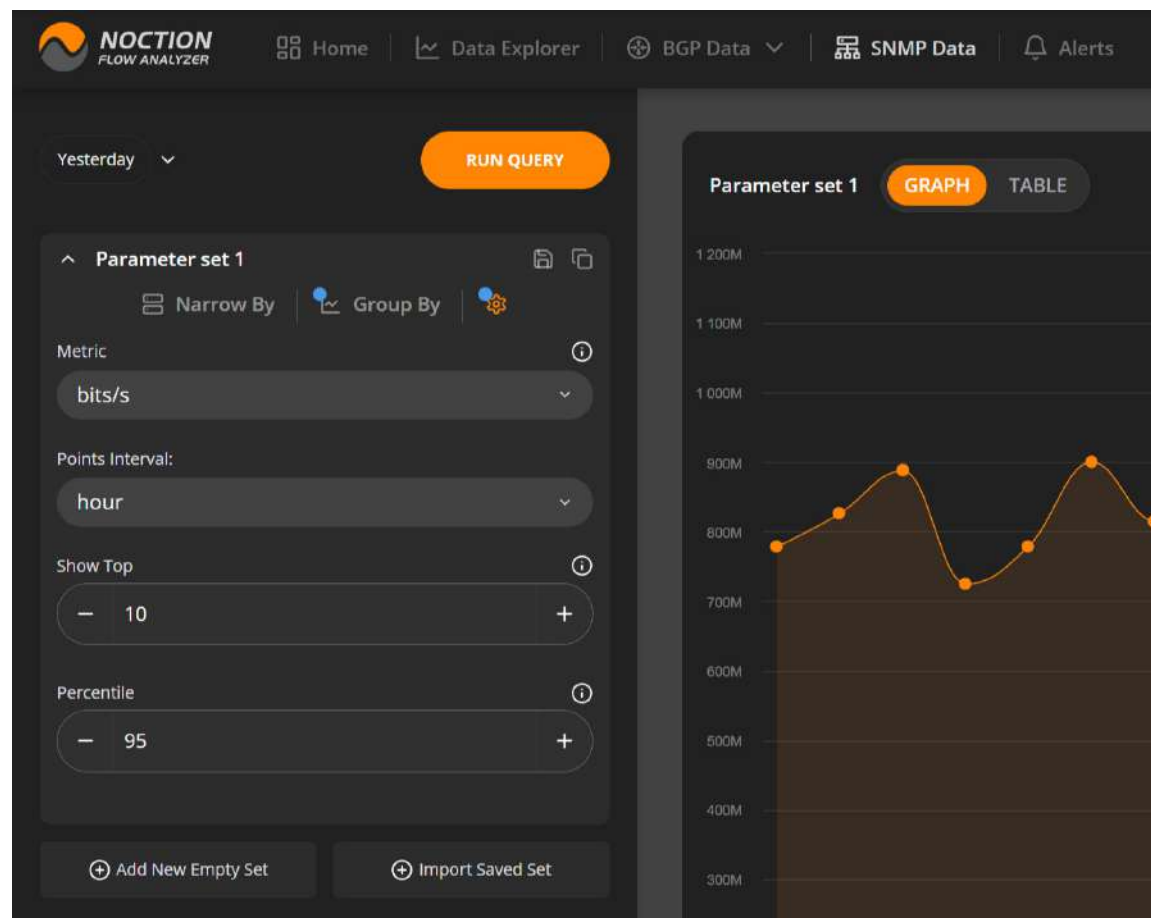 NOCTION
FLOW ANALYZER
Home
Data Explorer
BGP Data
SNMP Data
Alerts
Yesterday
RUN QUERY
Parameter set 1
Narrow By
Group By
Metric
bits/s
Points Interval:
hour
Show Top
10
Percentile
95
Add New Empty Set
Import Saved Set
Parameter set 1
GRAPH
TABLE
1 200M
1 100M
1 000M
900M
800M
700M
600M
500M
400M
300M